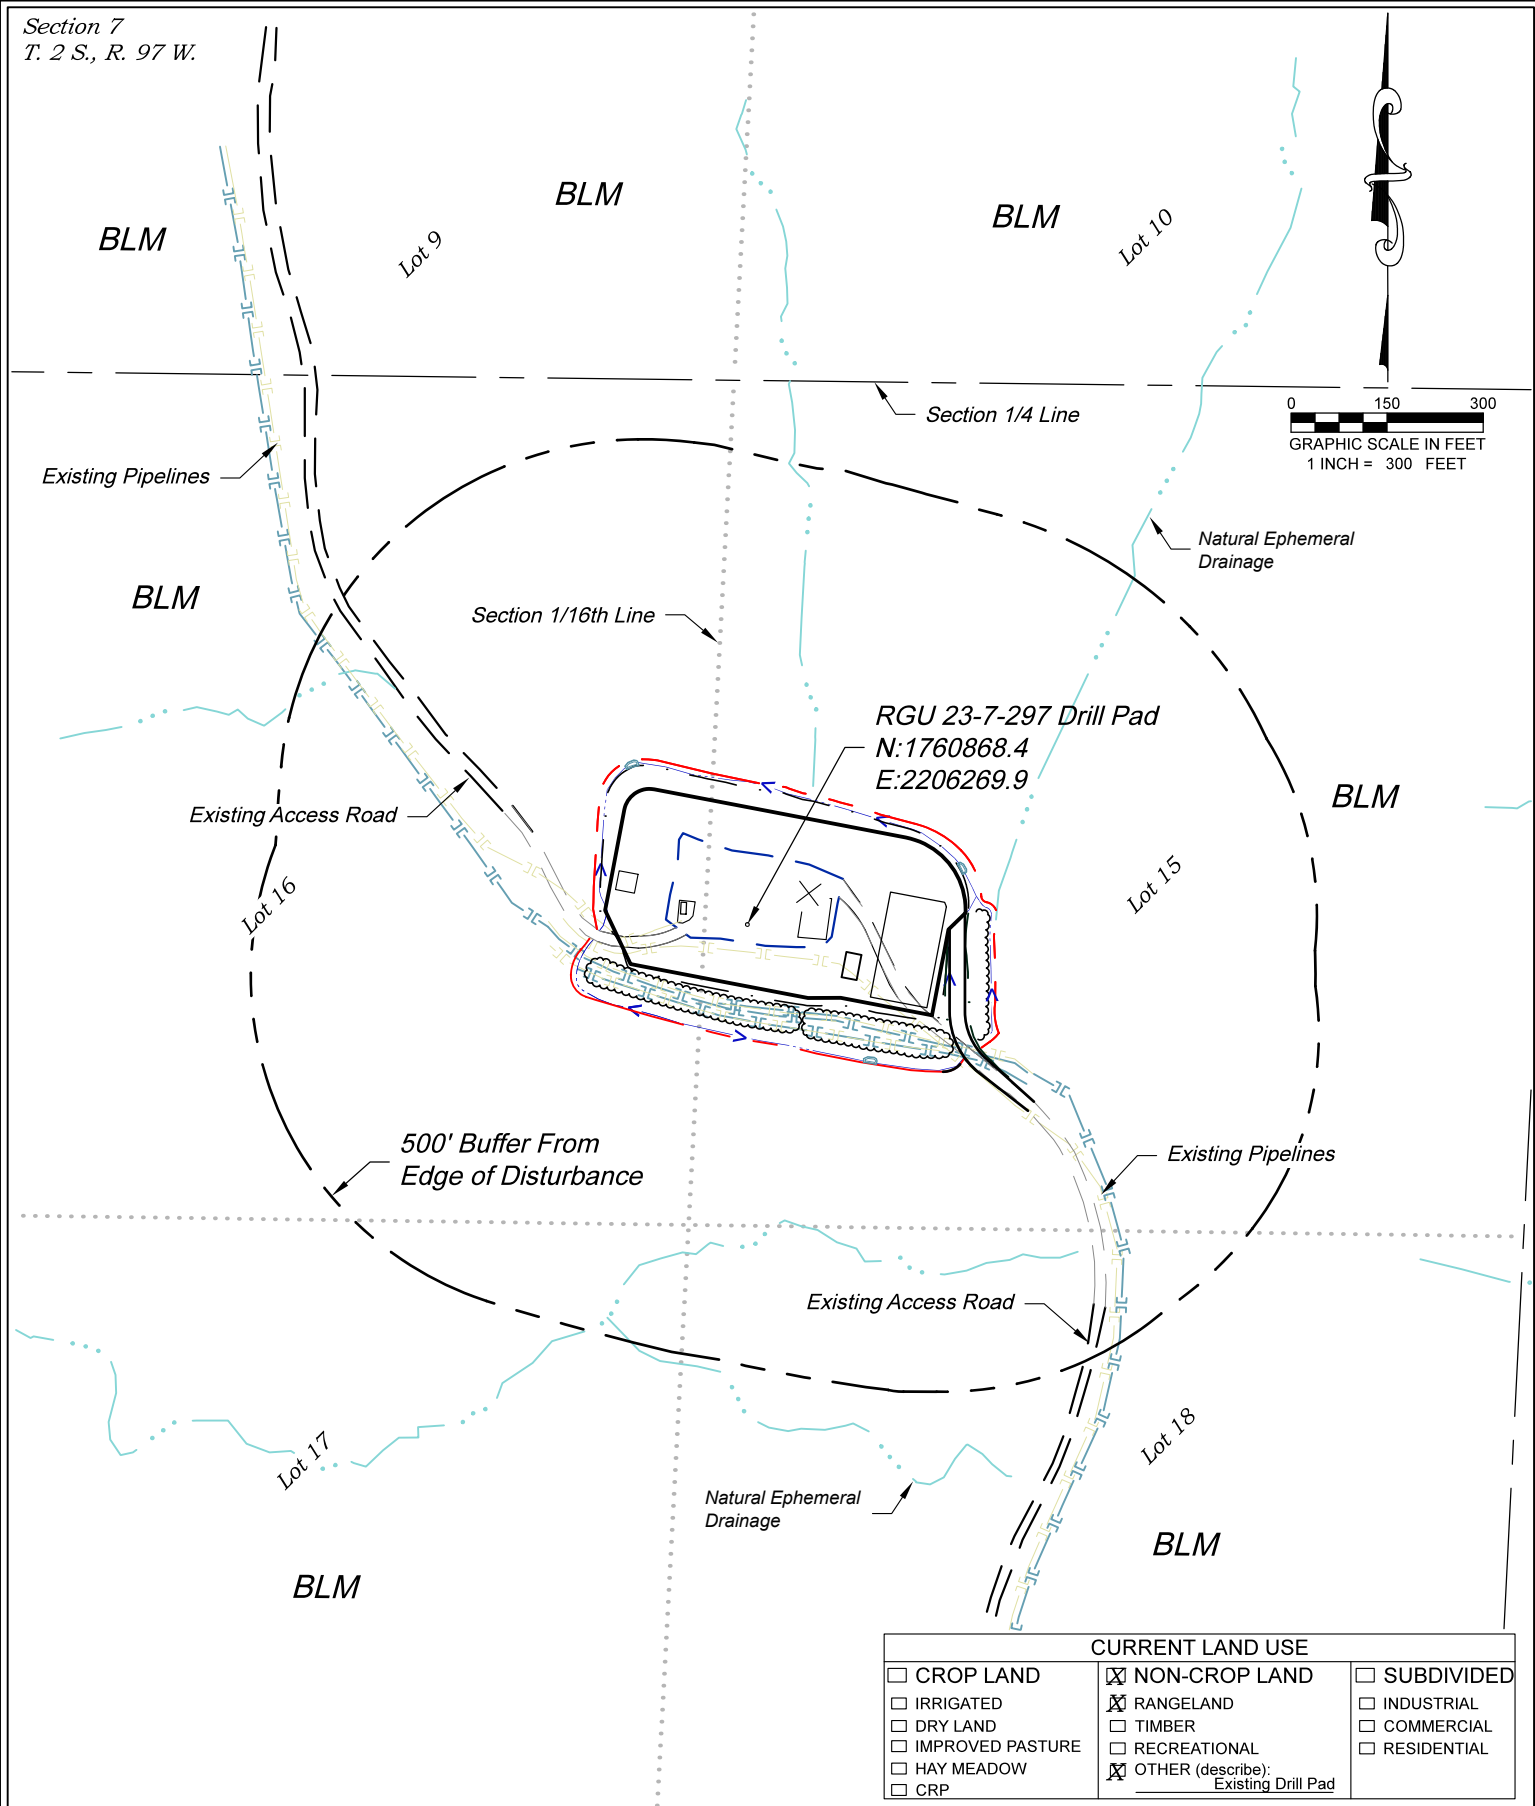 Section 7
T. 2 S., R. 97 W.
BLM
BLM
BLM
Lot 9
Lot 10
Section 1/4 Line
0 150 300
GRAPHIC SCALE IN FEET
1 INCH = 300 FEET
Existing Pipelines
Natural Ephemeral
Drainage
BLM
Section 1/16th Line
RGU 23-7-297 Drill Pad
N:1760868.4
E:2206269.9
BLM
Existing Access Road
Lot 16
Lot 15
500' Buffer From
Edge of Disturbance
Existing Pipelines
Existing Access Road
Lot 17
Lot 18
Natural Ephemeral
Drainage
BLM
BLM
CURRENT LAND USE
CROP LAND
IRRIGATED
DRY LAND
IMPROVED PASTURE
HAY MEADOW
CRP
X NON-CROP LAND
X RANGELAND
TIMBER
RECREATIONAL
X OTHER (describe):
Existing Drill Pad
SUBDIVIDED
INDUSTRIAL
COMMERCIAL
RESIDENTIAL